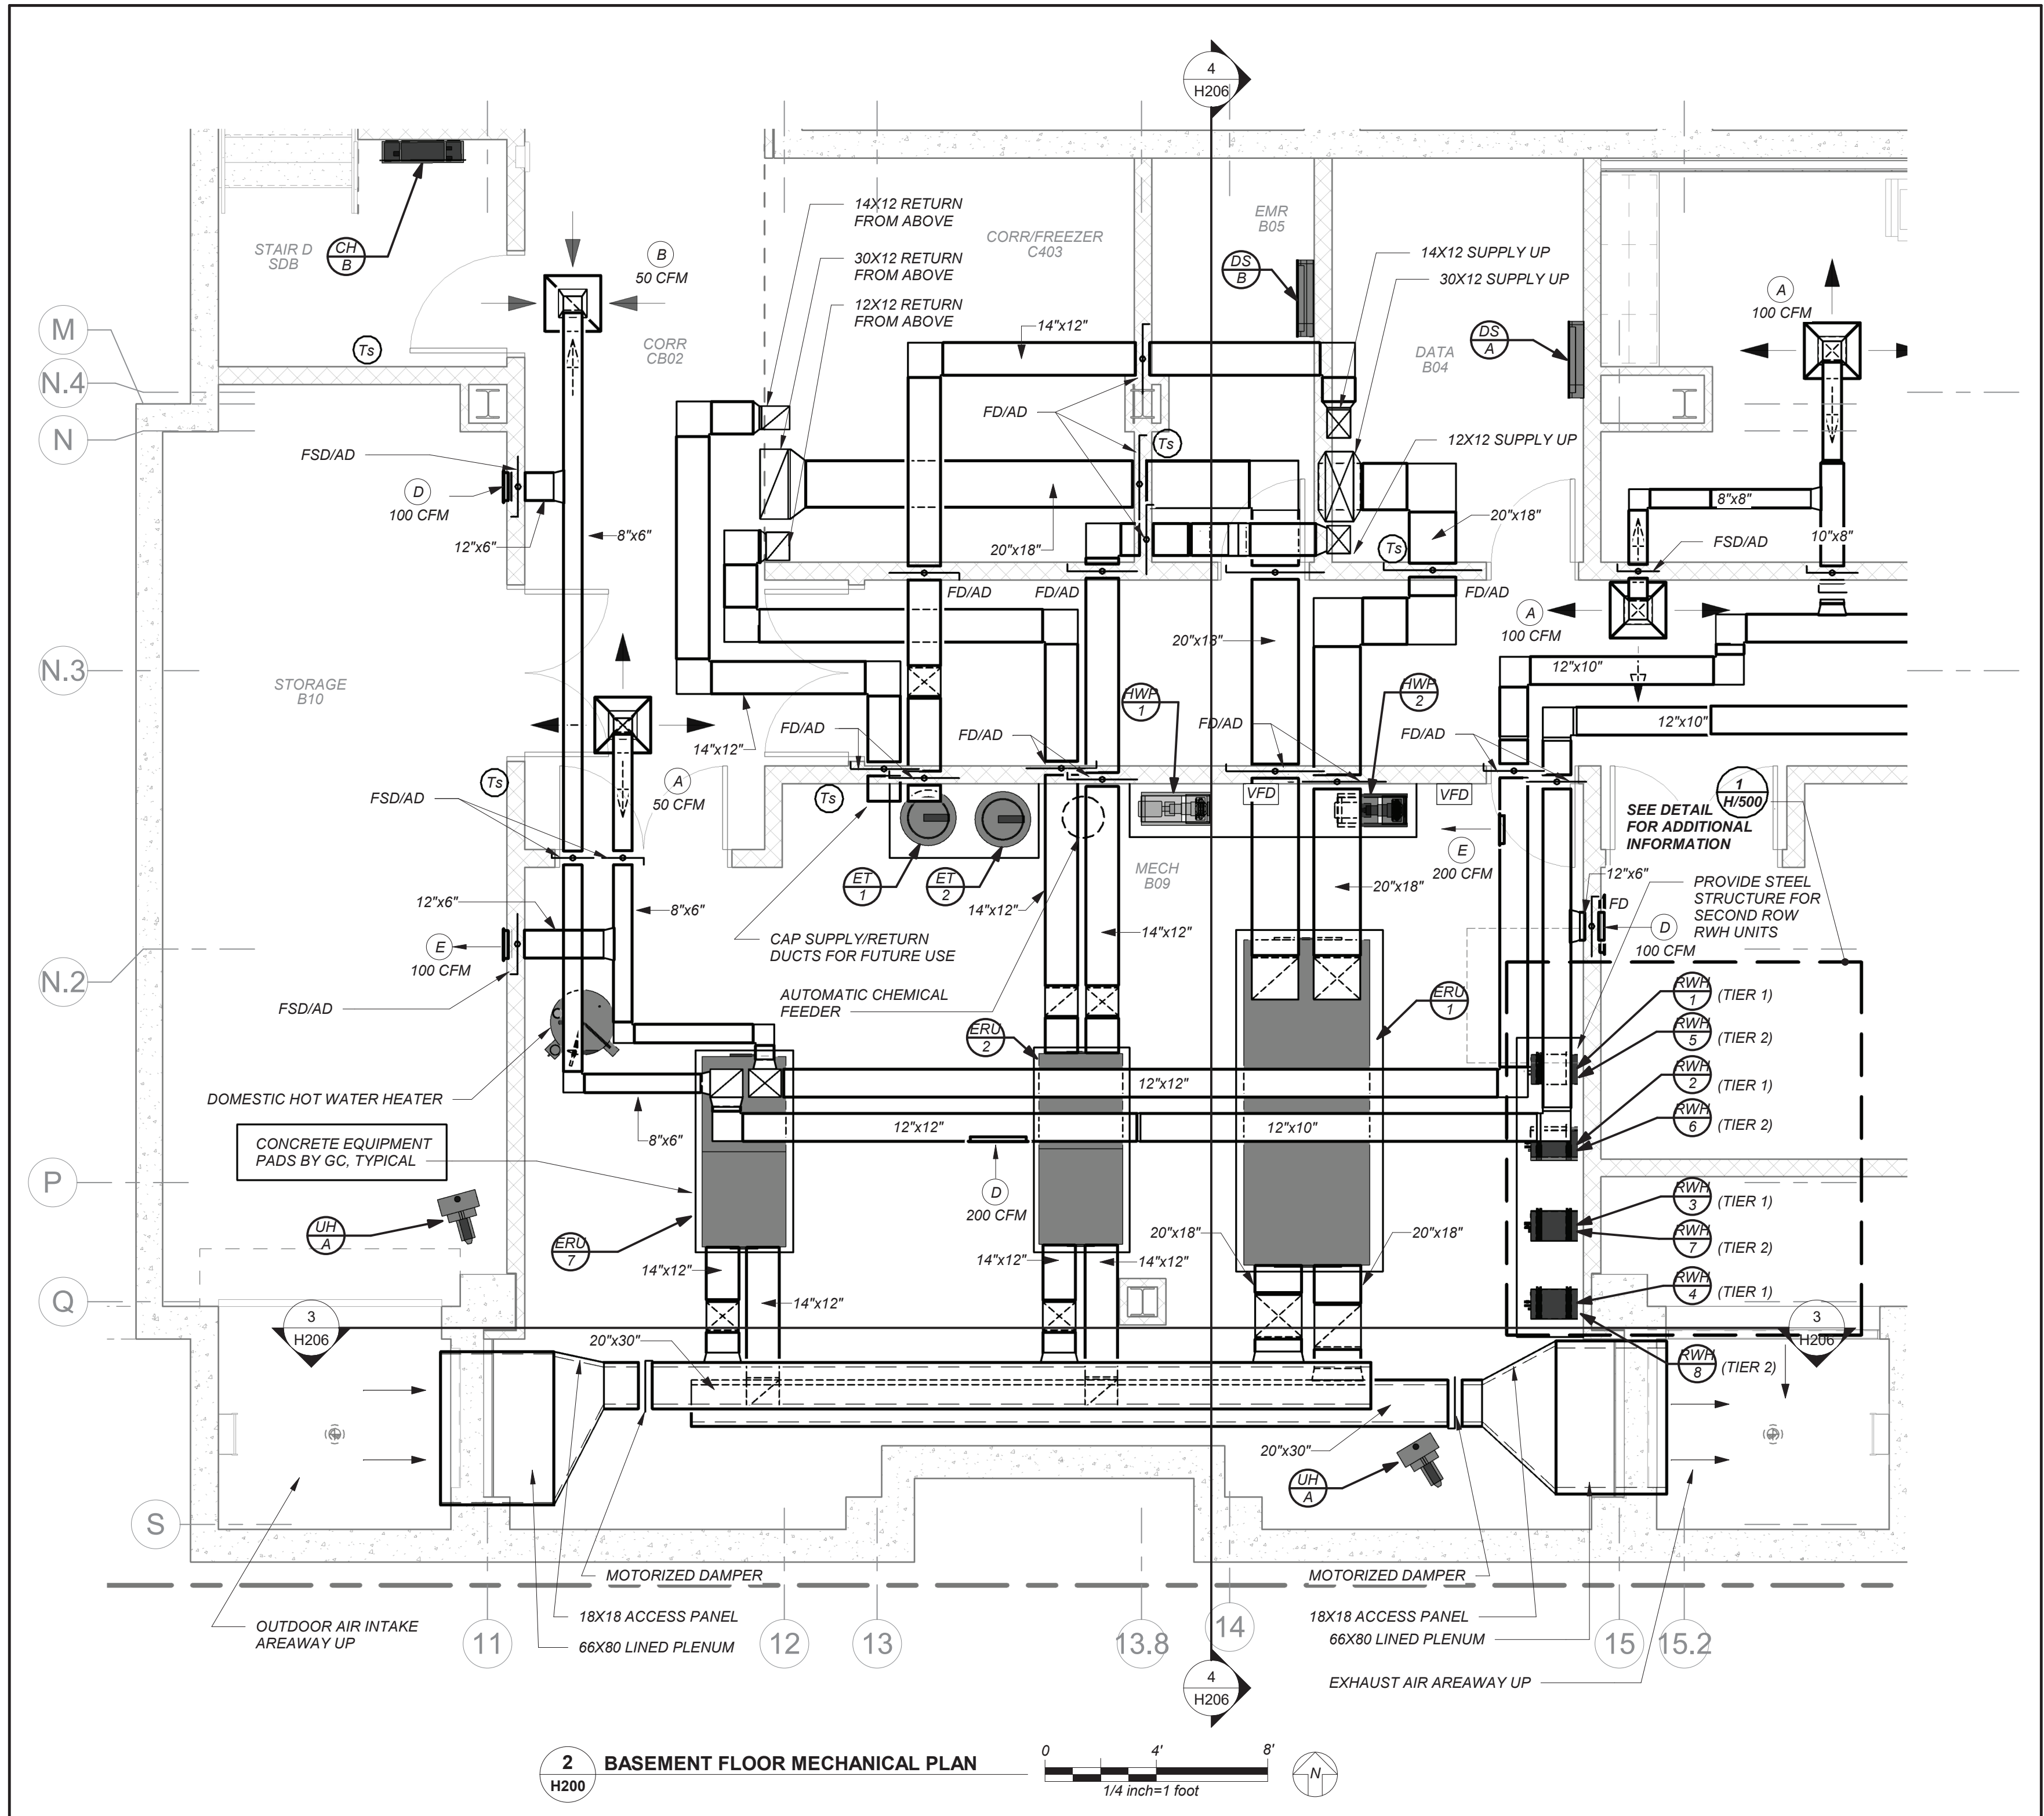 4
H206
14X12 RETURN
FROM ABOVE
EMR
B05
STAIR D
SDB
CH
B
B
50 CFM
CORR/FREEZER
C403
30X12 RETURN
FROM ABOVE
DS
B
14X12 SUPPLY UP
30X12 SUPPLY UP
A
100 CFM
12X12 RETURN
FROM ABOVE
14"x12"
M
Ts
CORR
CB02
DS
A
DATA
B04
N.4
FD/AD
N
Ts
12X12 SUPPLY UP
FSD/AD
D
100 CFM
8"x8"
12"x6"
8"x6"
20"x18"
20"x18"
Ts
FSD/AD
10"x8"
FD/AD
FD/AD
FD/AD
A
100 CFM
20"x18"
N.3
12"x10"
STORAGE
B10
HWP
1
HWP
2
12"x10"
14"x12"
FD/AD
FD/AD
FD/AD
FD/AD
Ts
A
50 CFM
Ts
VFD
VFD
FSD/AD
1
H/500
SEE DETAIL
FOR ADDITIONAL
INFORMATION
E
200 CFM
ET
1
ET
2
MECH
B09
20"x18"
12"x6"
PROVIDE STEEL
STRUCTURE FOR
SECOND ROW
RWH UNITS
12"x6"
8"x6"
14"x12"
FD
E
100 CFM
CAP SUPPLY/RETURN
DUCTS FOR FUTURE USE
14"x12"
D
100 CFM
N.2
AUTOMATIC CHEMICAL
FEEDER
FSD/AD
ERU
2
ERU
1
RWH
1
(TIER 1)
RWH
5
(TIER 2)
RWH
2
(TIER 1)
RWH
6
(TIER 2)
DOMESTIC HOT WATER HEATER
12"x12"
12"x12"
12"x10"
8"x6"
CONCRETE EQUIPMENT
PADS BY GC, TYPICAL
P
D
200 CFM
RWH
3
(TIER 1)
RWH
7
(TIER 2)
UH
A
ERU
7
20"x18"
20"x18"
14"x12"
14"x12"
14"x12"
14"x12"
RWH
4
(TIER 1)
Q
3
H206
20"x30"
3
H206
RWH
8
(TIER 2)
20"x30"
UH
A
S
MOTORIZED DAMPER
MOTORIZED DAMPER
OUTDOOR AIR INTAKE
AREAWAY UP
18X18 ACCESS PANEL
66X80 LINED PLENUM
18X18 ACCESS PANEL
66X80 LINED PLENUM
EXHAUST AIR AREAWAY UP
11
12
13
13.8
14
15
15.2
4
H206
2
H200
BASEMENT FLOOR MECHANICAL PLAN
0 4' 8'
1/4 inch=1 foot
N